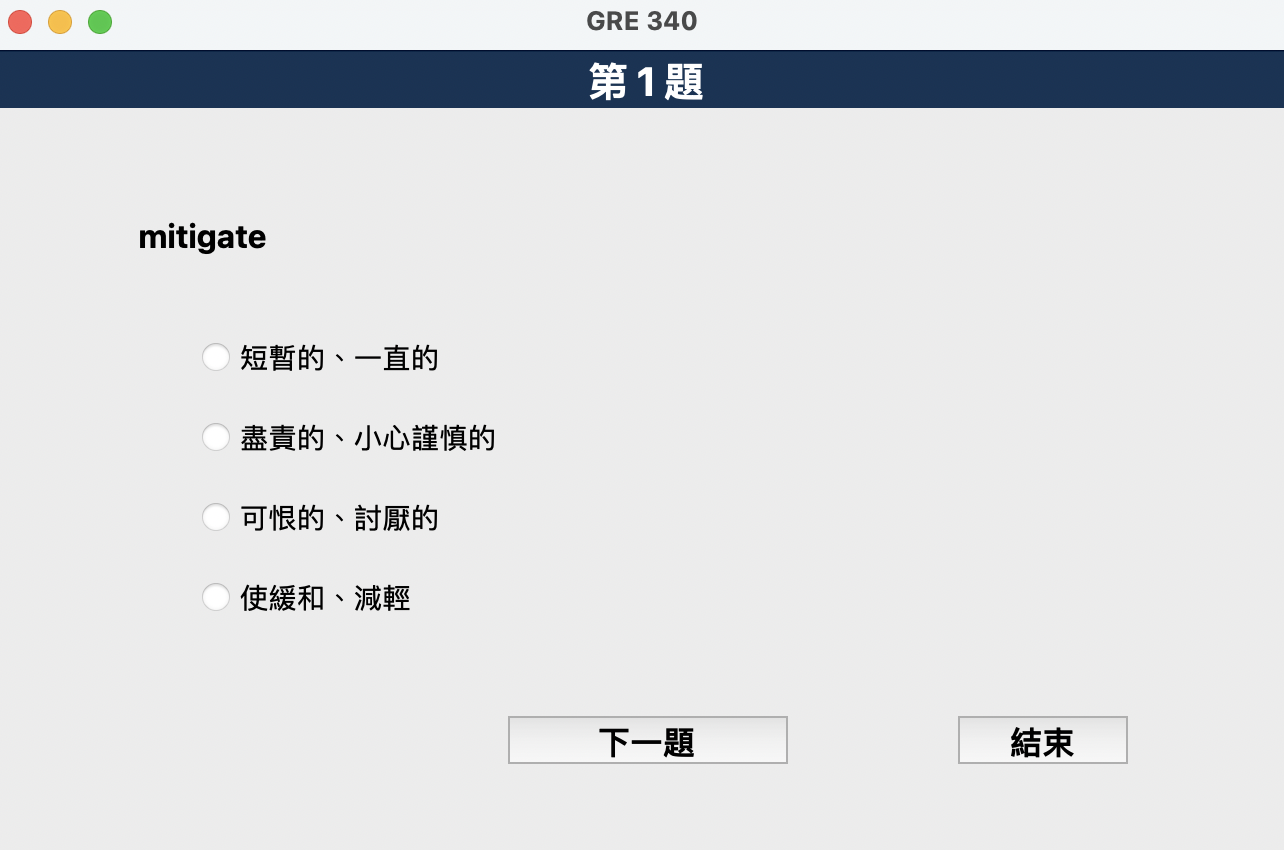 GRE 340
第 1 題
mitigate
短暫的、一直的
盡責的、小心謹慎的
可恨的、討厭的
使緩和、減輕
下一題
結束